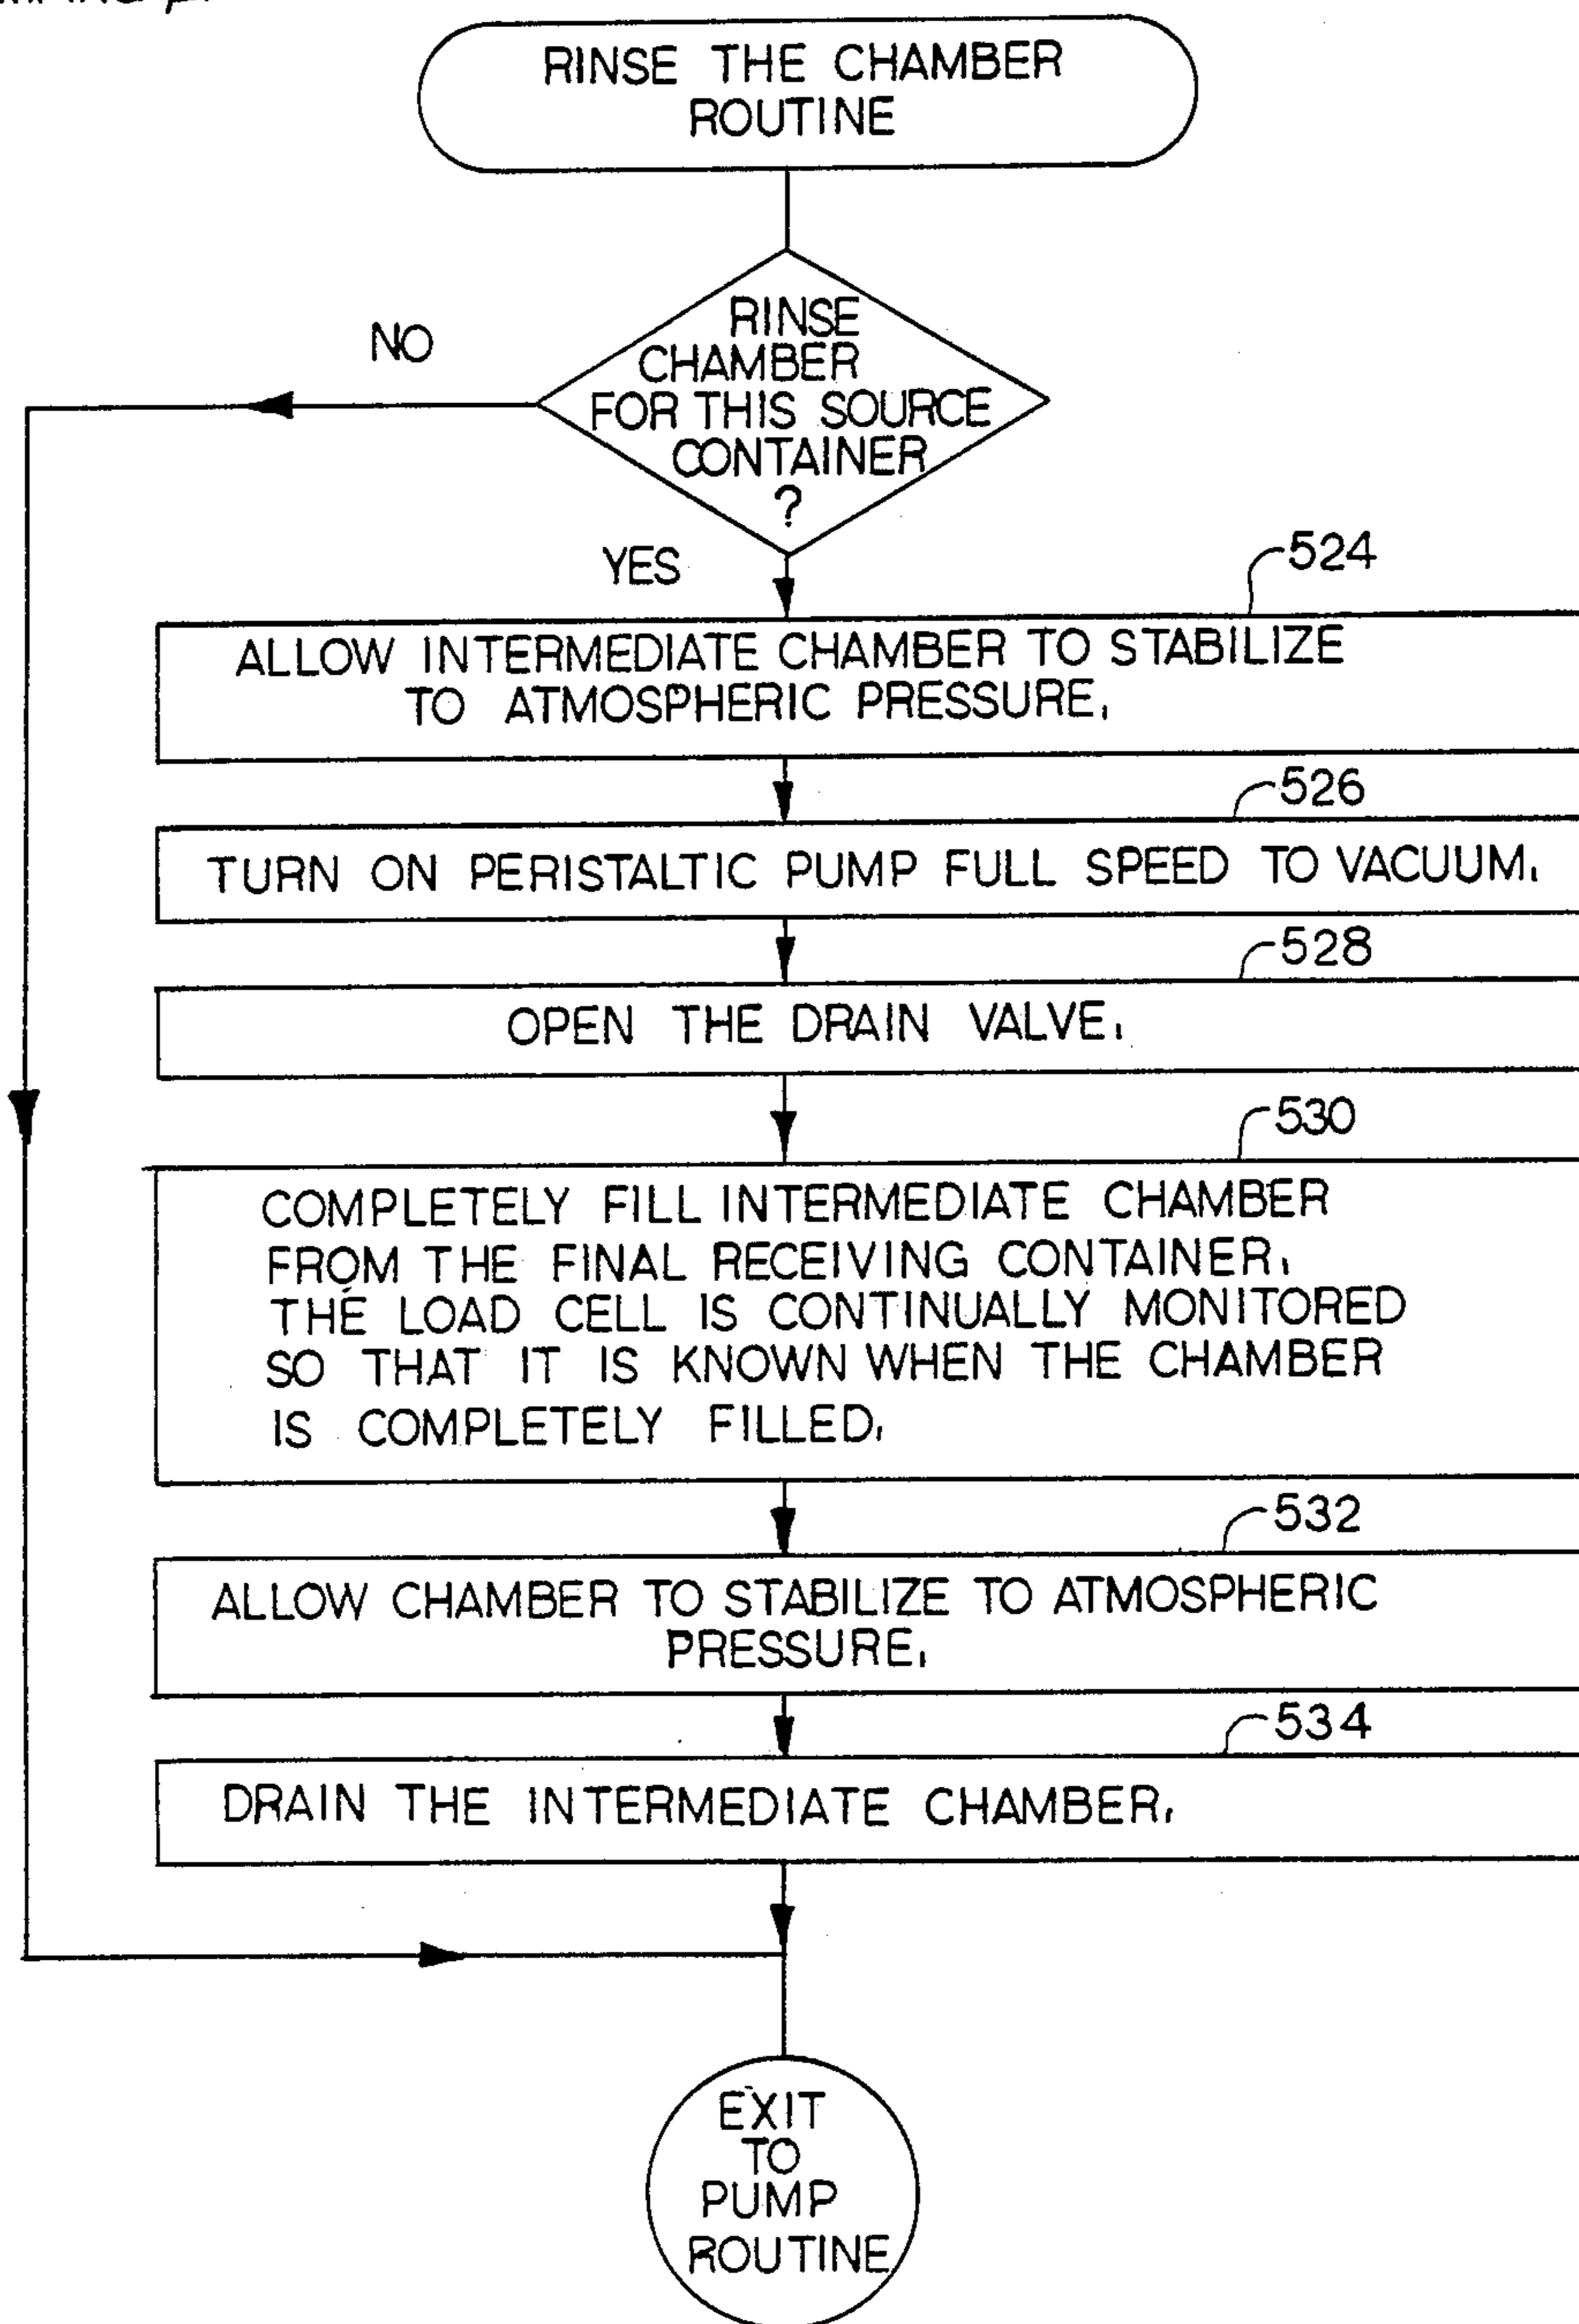 RINSE THE CHAMBER
ROUTINE
RINSE
CHAMBER
FOR THIS SOURCE
CONTAINER
?
NO
YES
524
ALLOW INTERMEDIATE CHAMBER TO STABILIZE
TO ATMOSPHERIC PRESSURE.
526
TURN ON PERISTALTIC PUMP FULL SPEED TO VACUUM.
528
OPEN THE DRAIN VALVE.
530
COMPLETELY FILL INTERMEDIATE CHAMBER
FROM THE FINAL RECEIVING CONTAINER.
THE LOAD CELL IS CONTINUALLY MONITORED
SO THAT IT IS KNOWN WHEN THE CHAMBER
IS COMPLETELY FILLED.
532
ALLOW CHAMBER TO STABILIZE TO ATMOSPHERIC
PRESSURE.
534
DRAIN THE INTERMEDIATE CHAMBER.
EXIT
TO
PUMP
ROUTINE